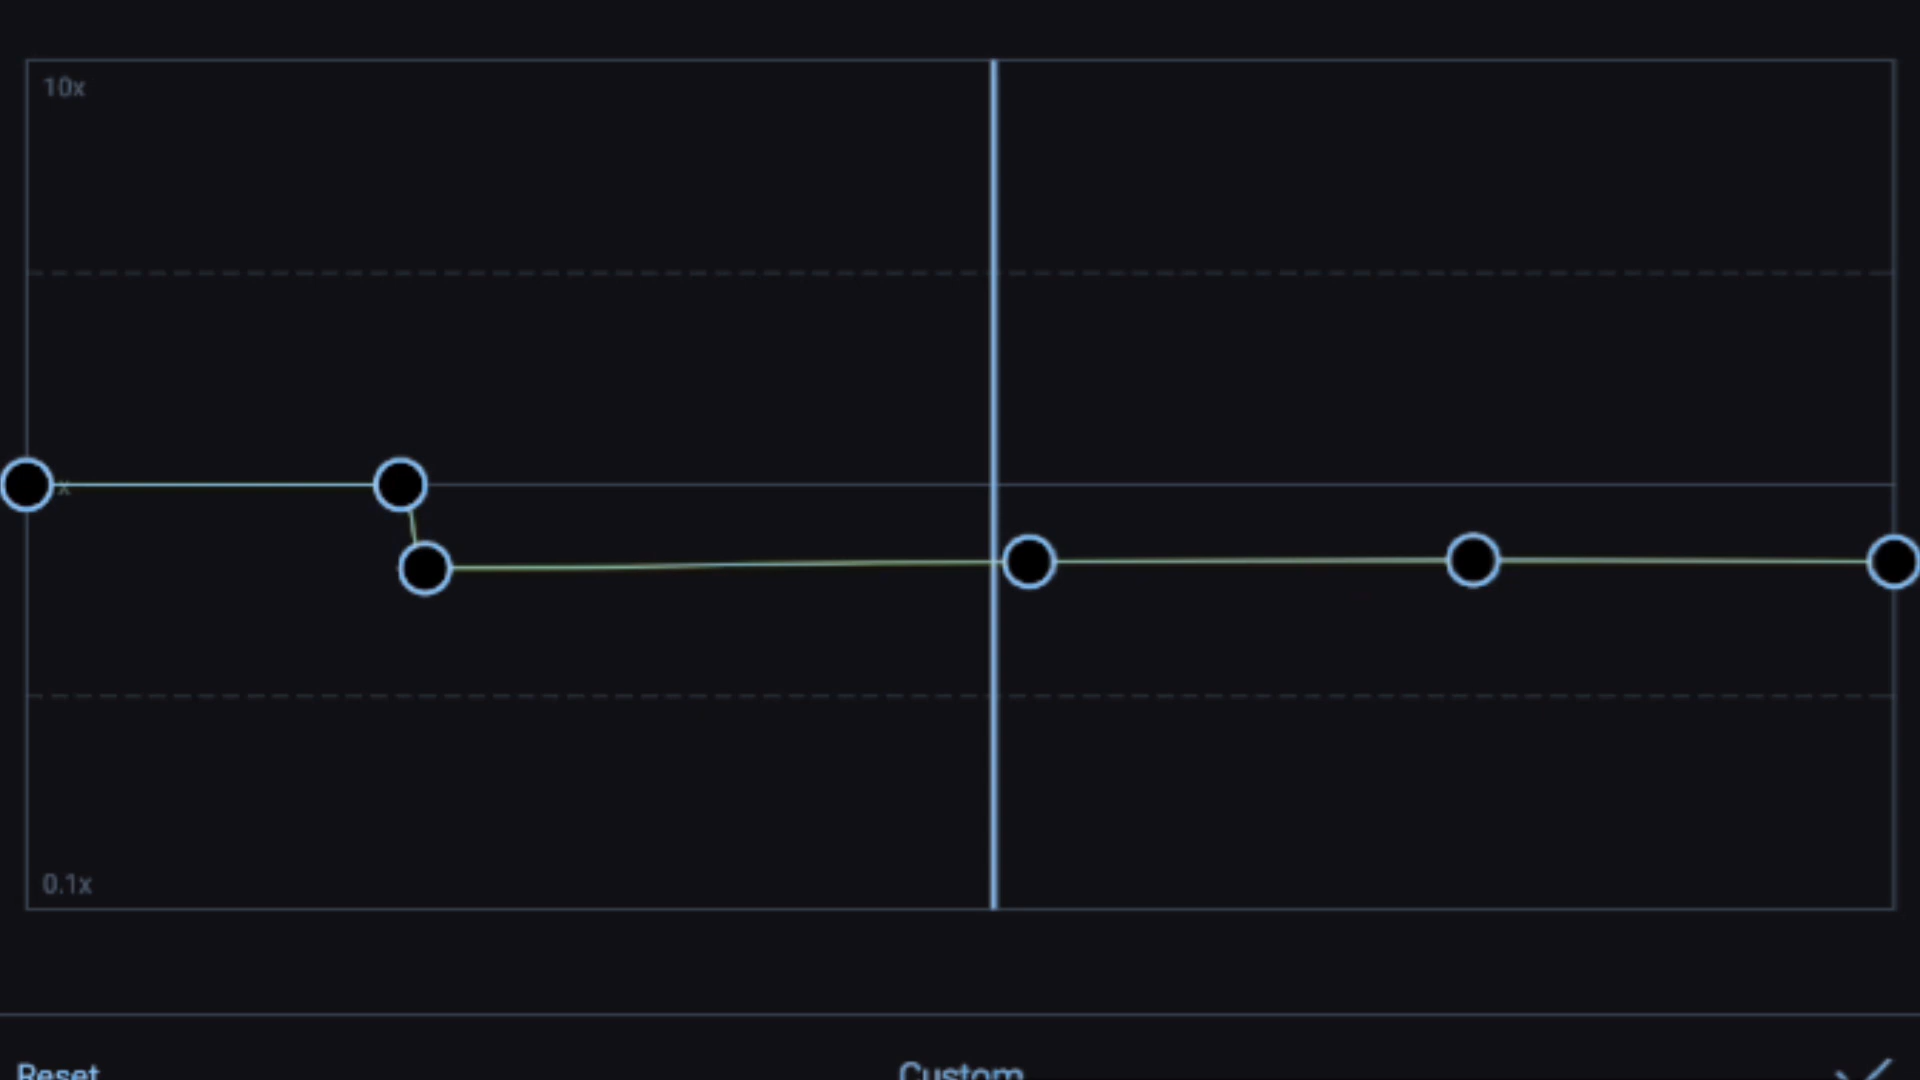 10x
x
0.1x
Reset
Custom